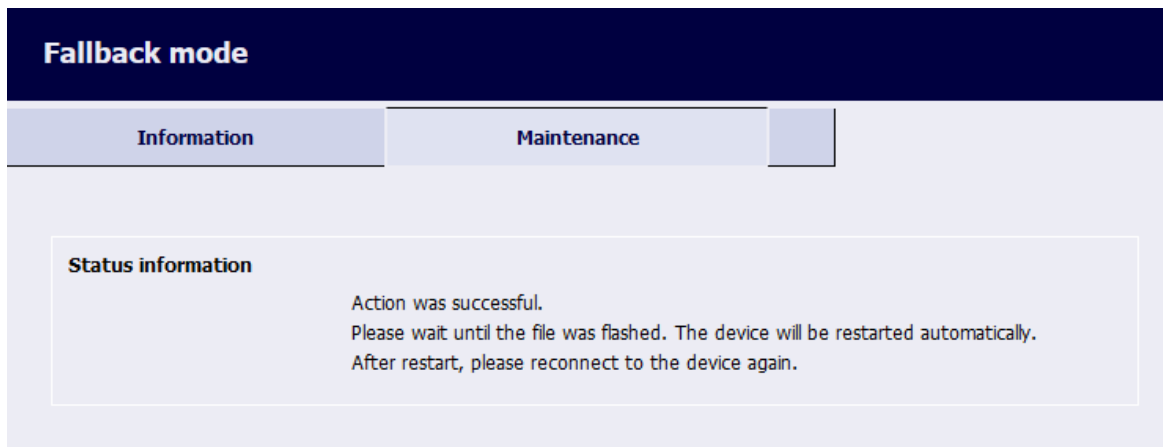 Fallback mode
Information
Maintenance
Status information
Action was successful.
Please wait until the file was flashed. The device will be restarted automatically.
After restart, please reconnect to the device again.